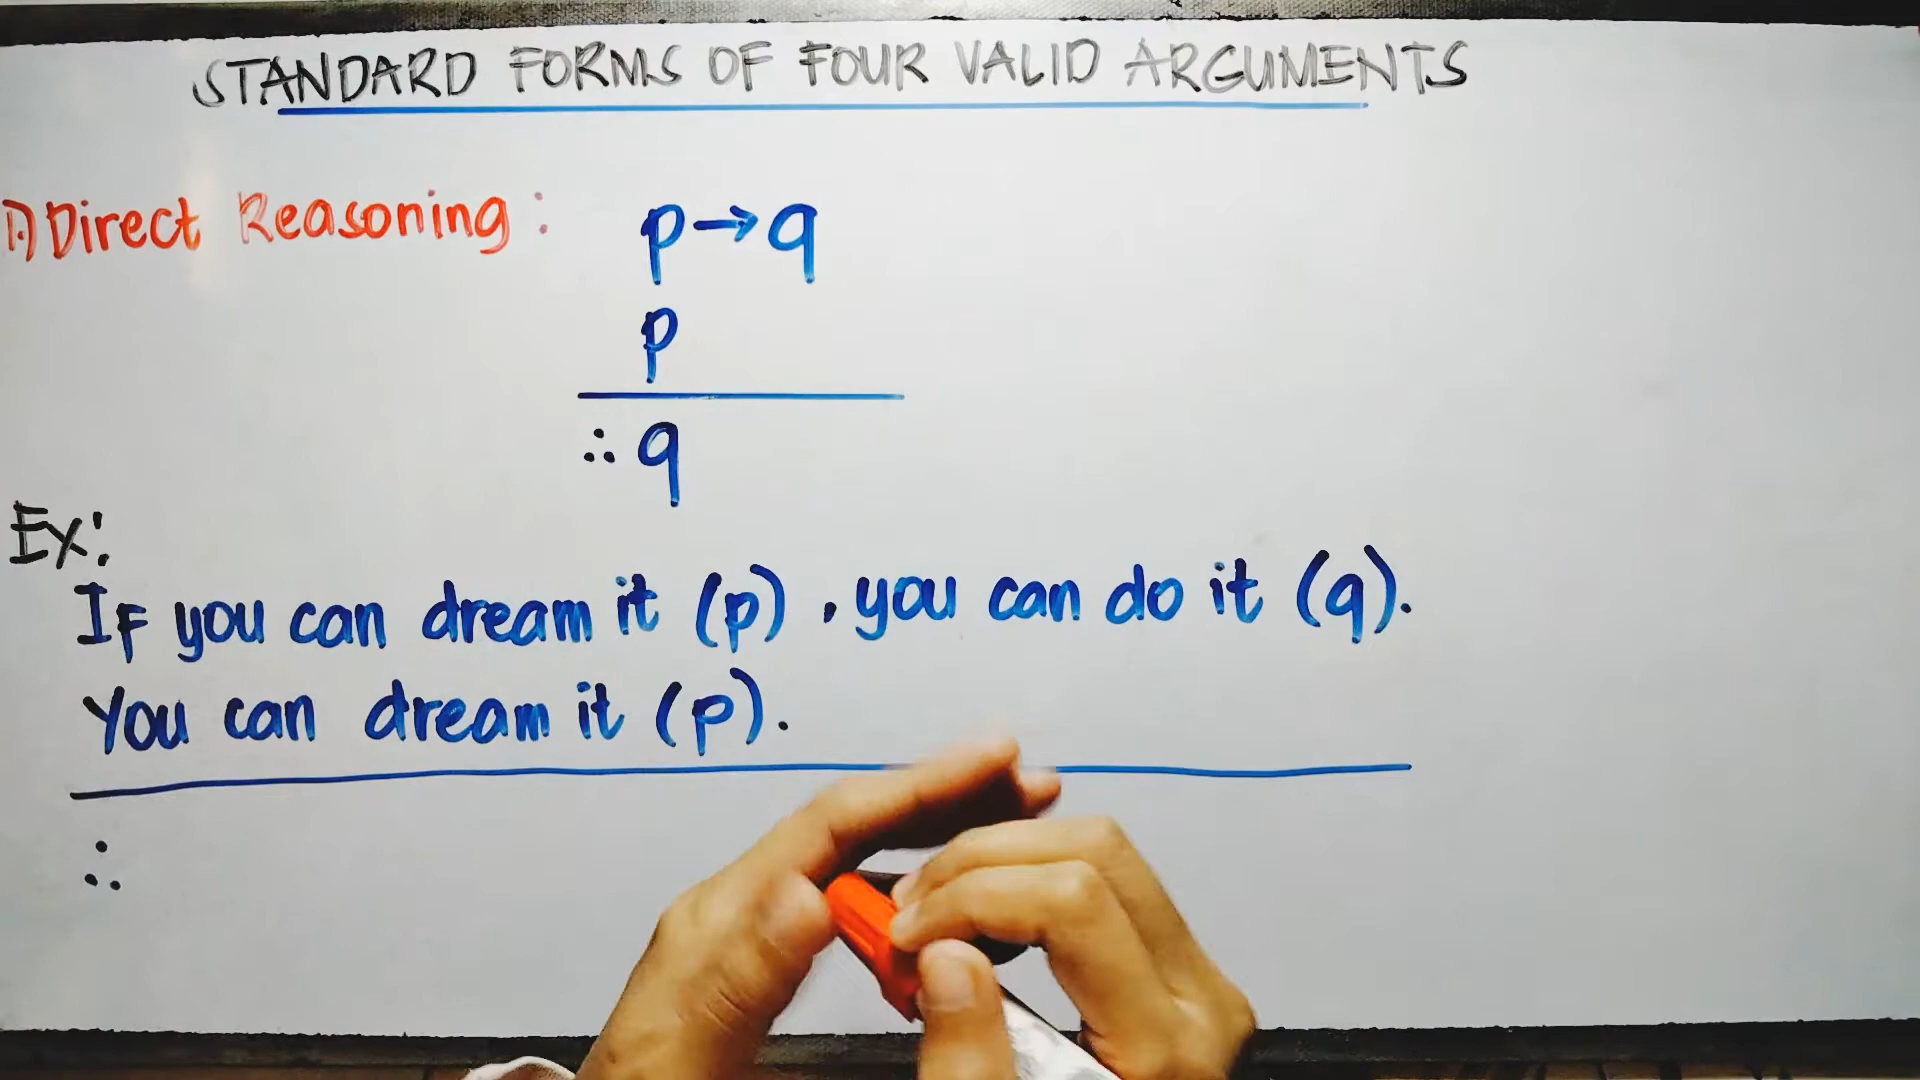 STANDARD FORMS OF FOUR VALID ARGUMENTS
1.) Direct Reasoning: p→q
p
∴ q
Ex:
If you can dream it (p), you can do it (q).
You can dream it (p).
∴